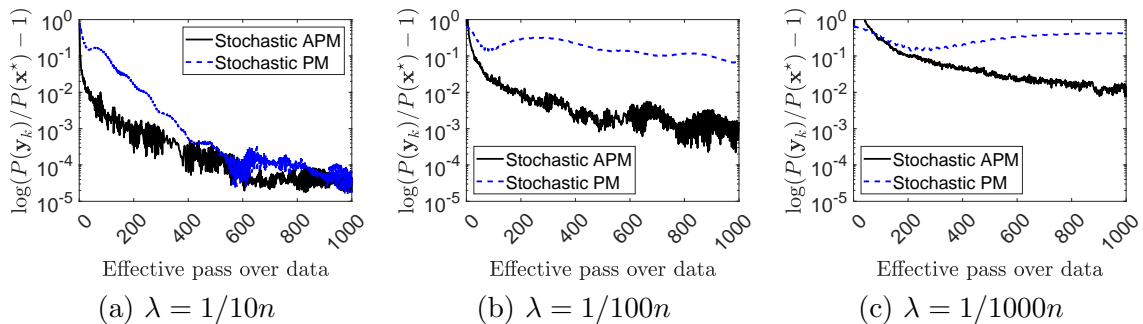 log(P(y_k)/P(x*) − 1)
10^0
10^-1
10^-2
10^-3
10^-4
10^-5
Stochastic APM
Stochastic PM
0 200 400 600 800 1000
Effective pass over data
(a) λ = 1/10n
log(P(y_k)/P(x*) − 1)
10^0
10^-1
10^-2
10^-3
10^-4
10^-5
Stochastic APM
Stochastic PM
0 200 400 600 800 1000
Effective pass over data
(b) λ = 1/100n
log(P(y_k)/P(x*) − 1)
10^0
10^-1
10^-2
10^-3
10^-4
10^-5
Stochastic APM
Stochastic PM
0 200 400 600 800 1000
Effective pass over data
(c) λ = 1/1000n